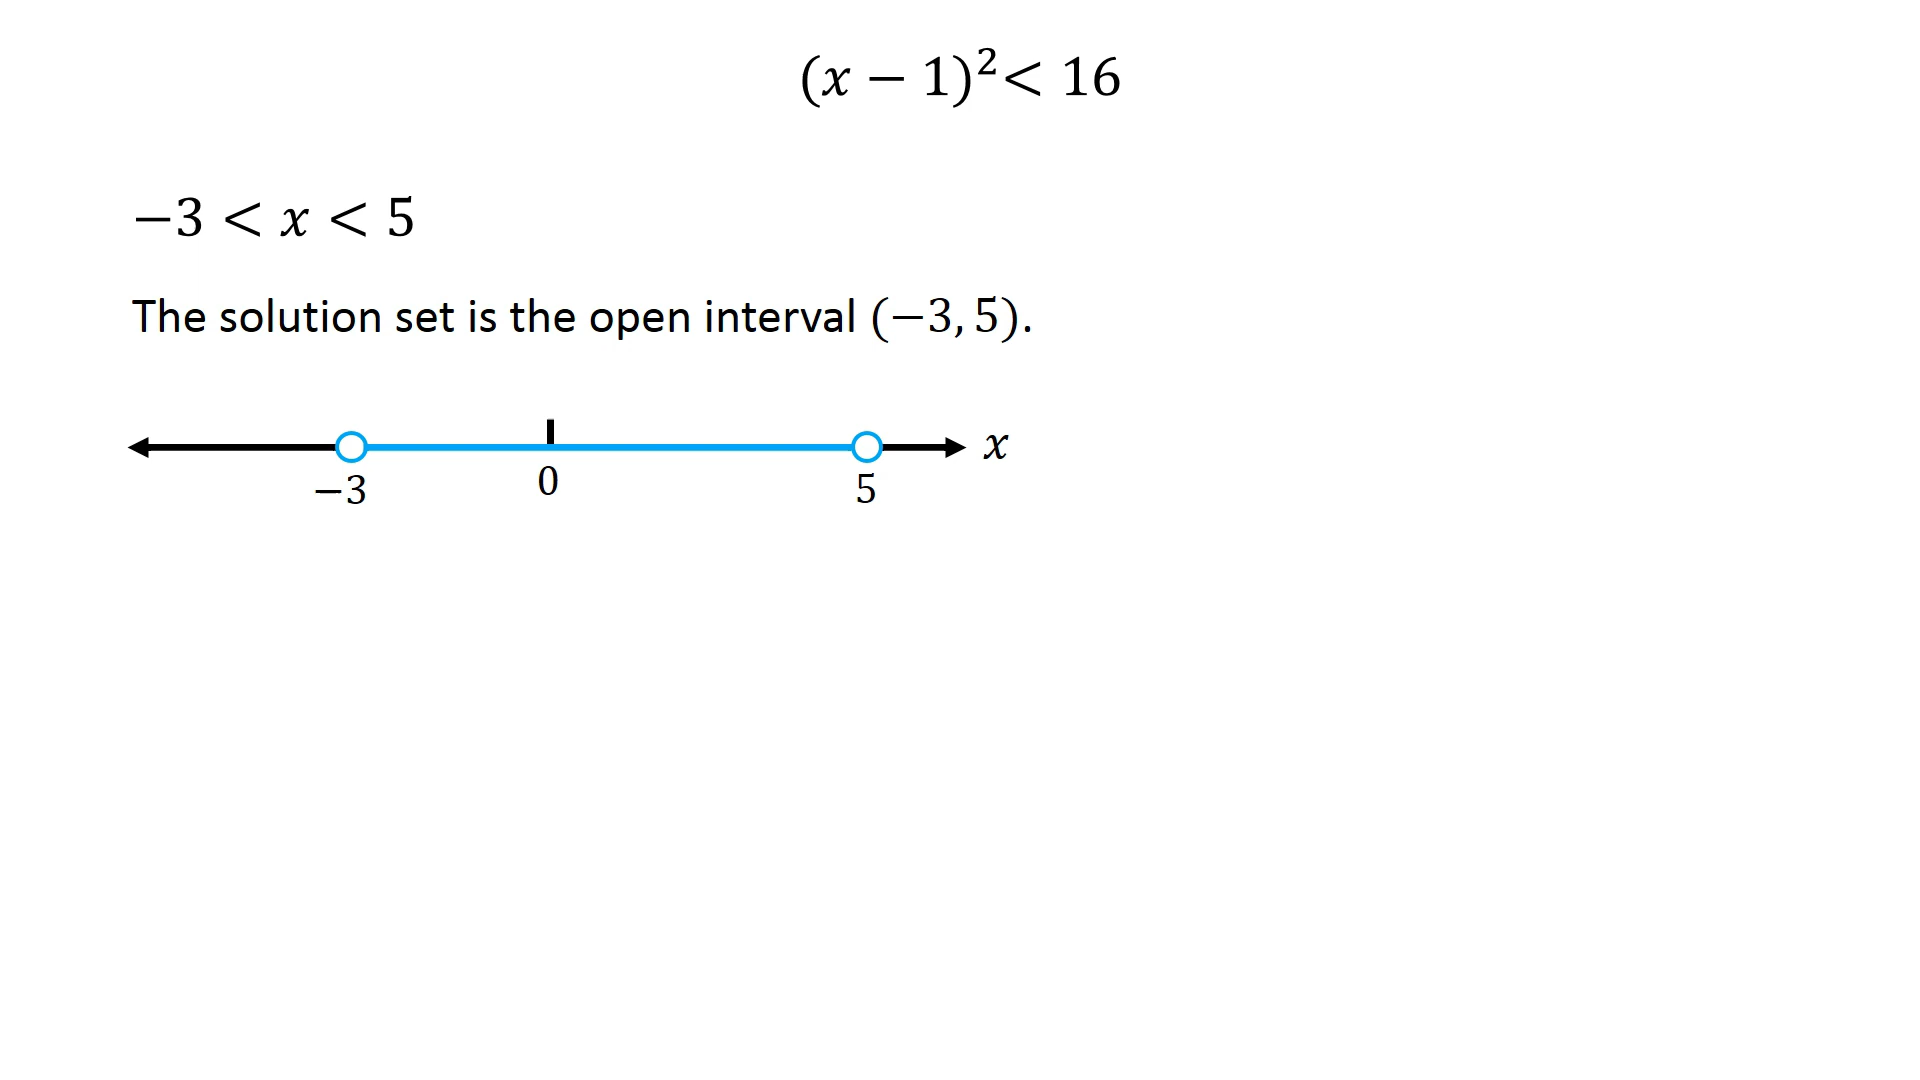 (x − 1)²< 16
−3 < x < 5
The solution set is the open interval (−3, 5).
x
−3 0 5